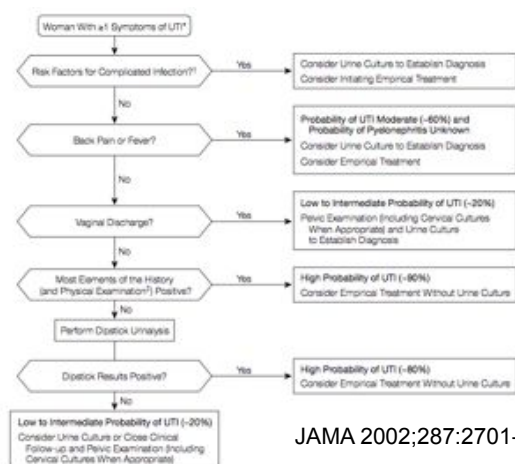 Woman With ≥1 Symptoms of UTI*
Risk Factors for Complicated Infection?†
Yes
Consider Urine Culture to Establish Diagnosis
Consider Initiating Empirical Treatment
No
Back Pain or Fever?
Yes
Probability of UTI Moderate (~60%) and
Probability of Pyelonephritis Unknown
Consider Urine Culture to Establish Diagnosis
Consider Empirical Treatment
No
Vaginal Discharge?
Yes
Low to Intermediate Probability of UTI (~20%)
Pelvic Examination (Including Cervical Cultures
When Appropriate) and Urine Culture
to Establish Diagnosis
No
Most Elements of the History
(and Physical Examination‡) Positive?
Yes
High Probability of UTI (~90%)
Consider Empirical Treatment Without Urine Culture
No
Perform Dipstick Urinalysis
Dipstick Results Positive?
Yes
High Probability of UTI (~80%)
Consider Empirical Treatment Without Urine Culture
No
Low to Intermediate Probability of UTI (~20%)
Consider Urine Culture or Close Clinical
Follow-up and Pelvic Examination (Including
Cervical Cultures When Appropriate)
JAMA 2002;287:2701-